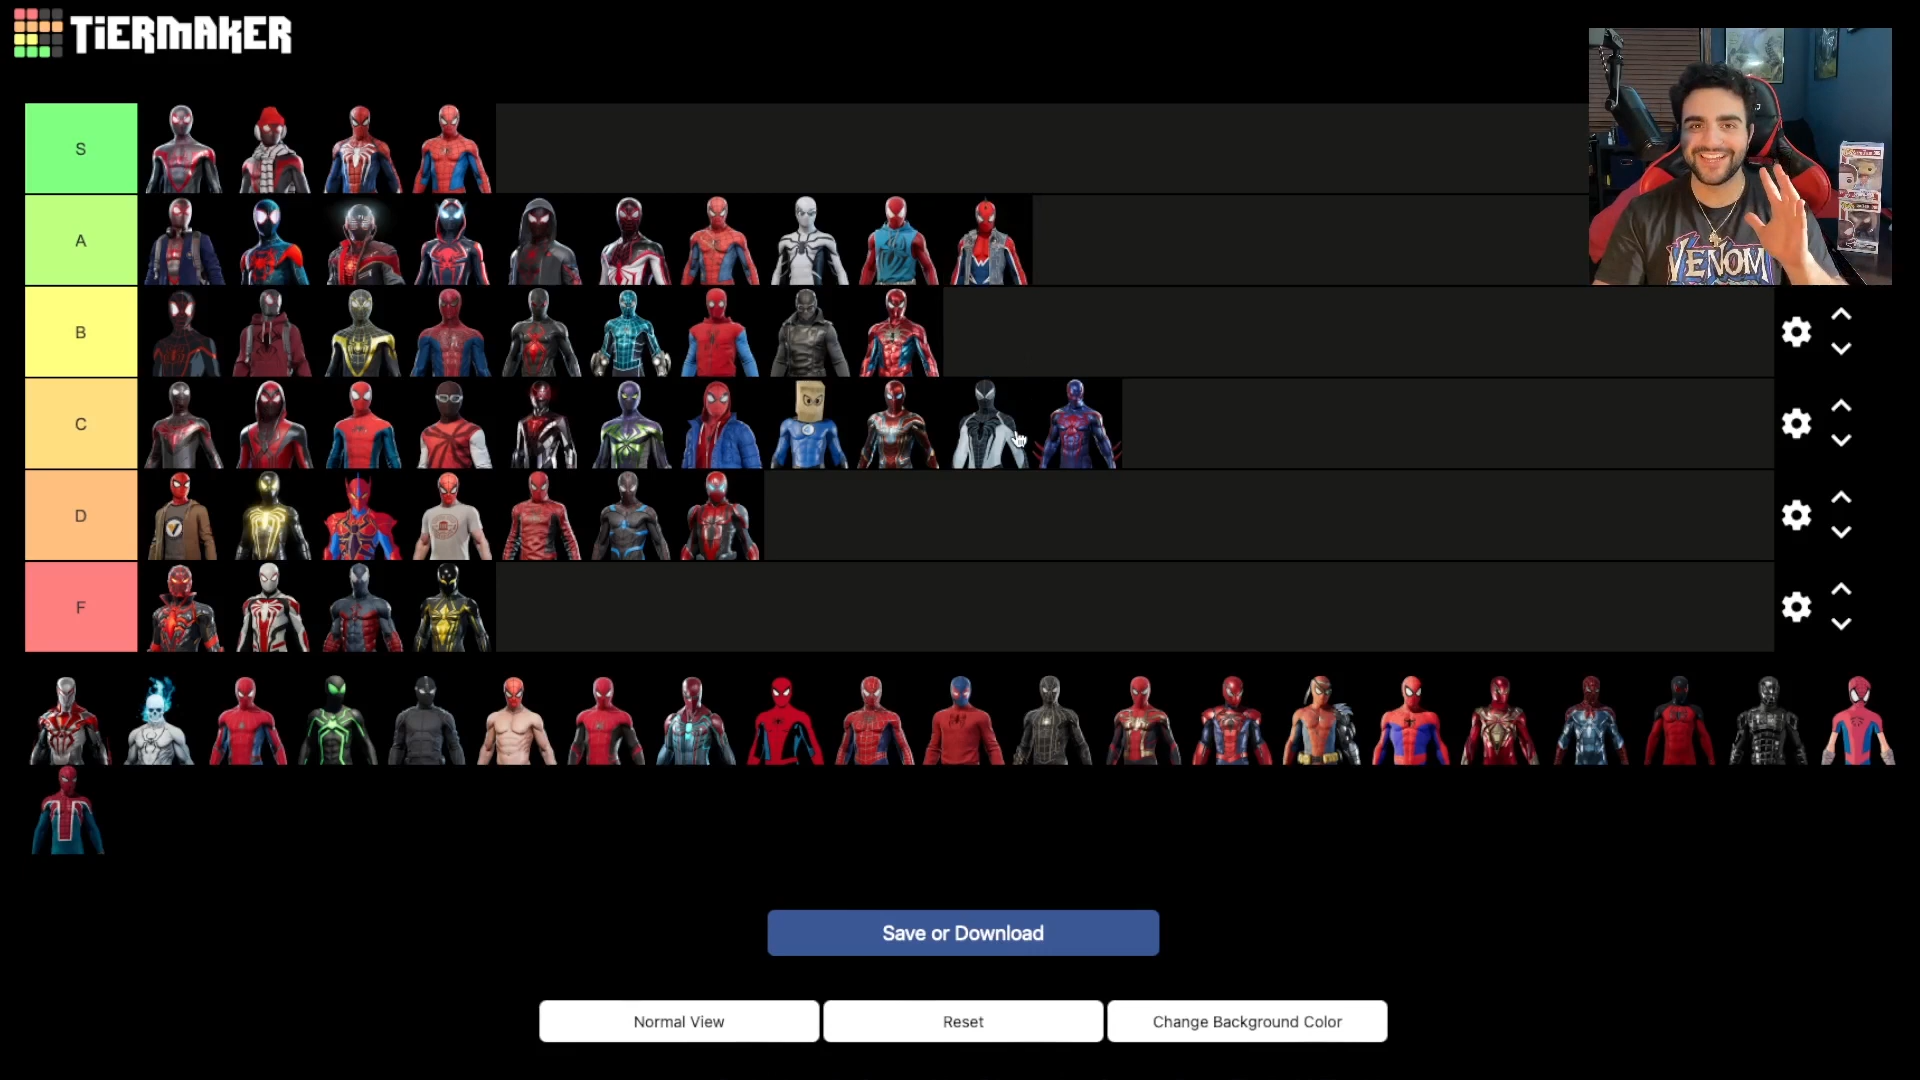 TiERMAKER
S
A
VENOM
B
C
D
F
Save or Download
Normal View
Reset
Change Background Color